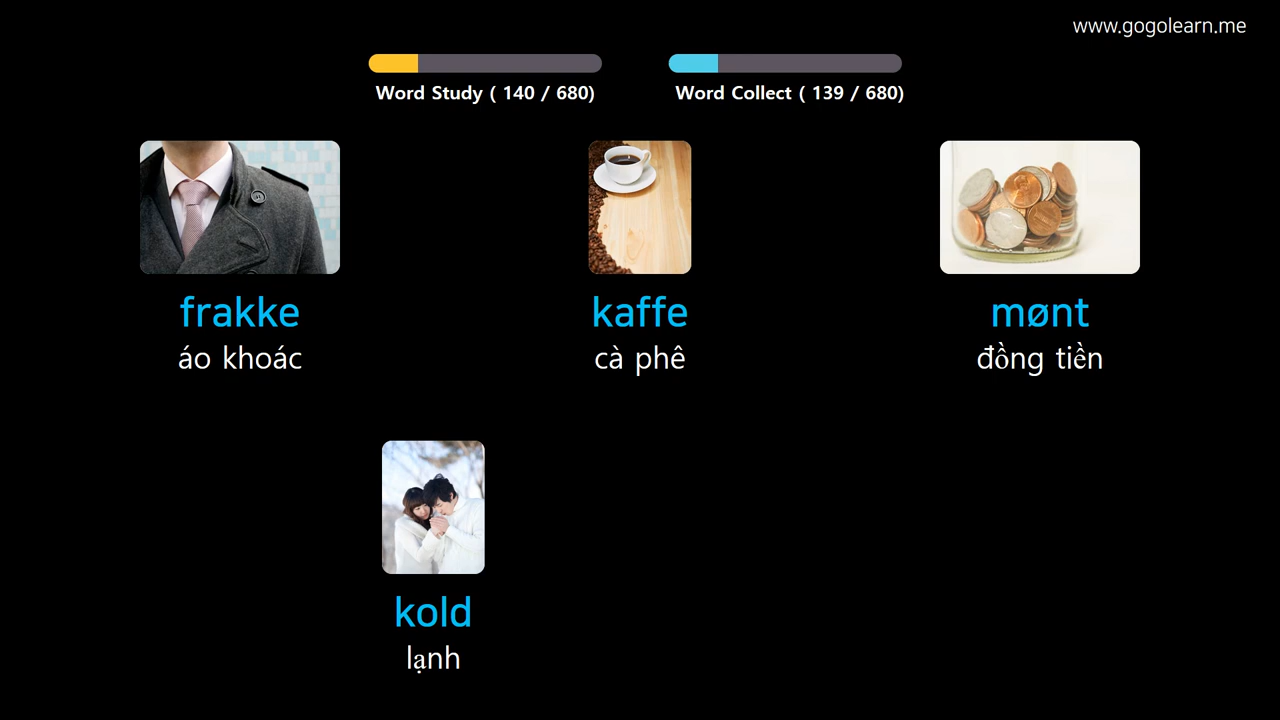 www.gogolearn.me
Word Study ( 140 / 680)
Word Collect ( 139 / 680)
frakke
áo khoác
kaffe
cà phê
mønt
đồng tiền
kold
lạnh